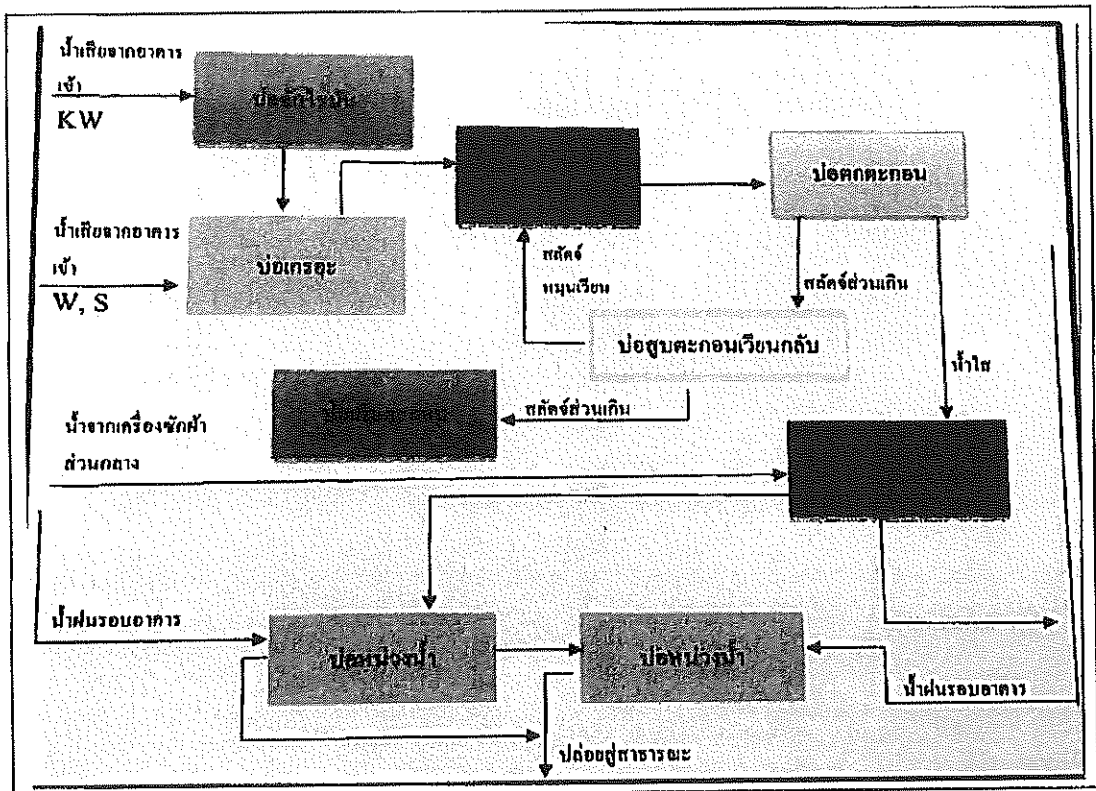 น้ำเสียจากอาคาร
เข้า
KW
บ่อดักไขมัน
บ่อตกตะกอน
น้ำเสียจากอาคาร
เข้า
W, S
บ่อเกรอะ
สลัดจ์
หมุนเวียน
สลัดจ์ส่วนเกิน
บ่อสูบตะกอนเวียนกลับ
น้ำใส
สลัดจ์ส่วนเกิน
น้ำจากเครื่องซักผ้า
ส่วนกลาง
น้ำฝนรอบอาคาร
บ่อหน่วงน้ำ
บ่อหน่วงน้ำ
น้ำฝนรอบอาคาร
ปล่อยสู่สาธารณะ